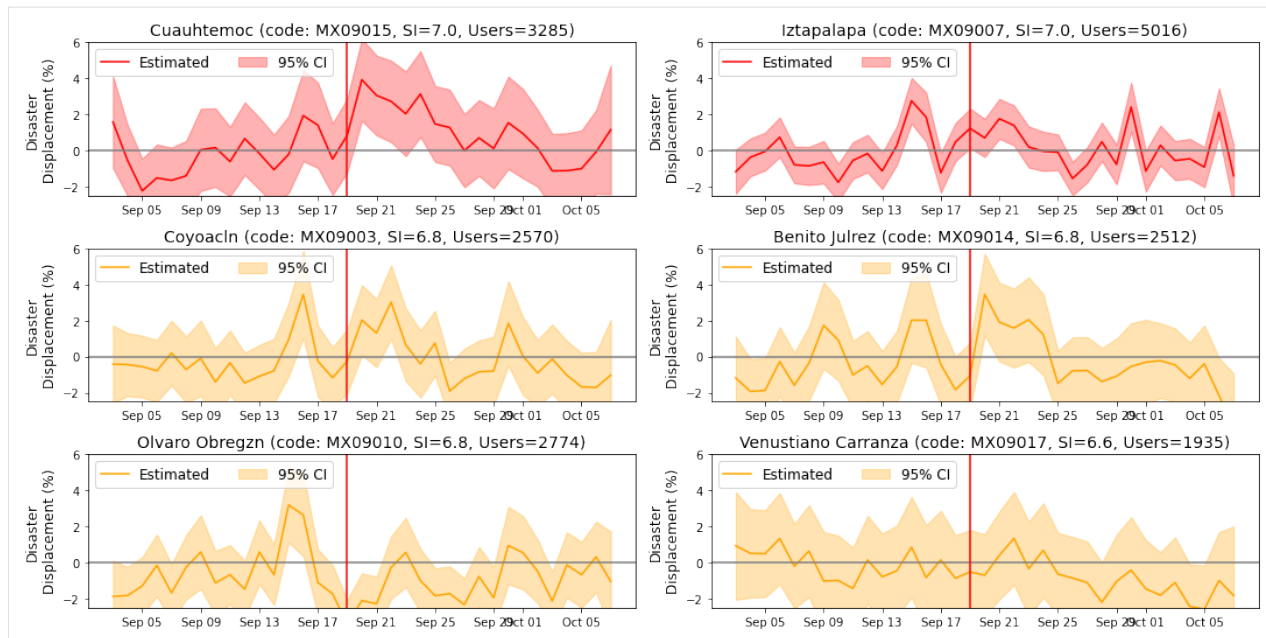 Cuauhtemoc (code: MX09015, SI=7.0, Users=3285)
Disaster
Displacement (%)
6
4
2
0
−2
Estimated
95% CI
Sep 05 Sep 09 Sep 13 Sep 17 Sep 21 Sep 25 Sep 29 Oct 01 Oct 05
Iztapalapa (code: MX09007, SI=7.0, Users=5016)
Disaster
Displacement (%)
6
4
2
0
−2
Estimated
95% CI
Sep 05 Sep 09 Sep 13 Sep 17 Sep 21 Sep 25 Sep 29 Oct 01 Oct 05
Coyoacln (code: MX09003, SI=6.8, Users=2570)
Disaster
Displacement (%)
6
4
2
0
−2
Estimated
95% CI
Sep 05 Sep 09 Sep 13 Sep 17 Sep 21 Sep 25 Sep 29 Oct 01 Oct 05
Benito Julrez (code: MX09014, SI=6.8, Users=2512)
Disaster
Displacement (%)
6
4
2
0
−2
Estimated
95% CI
Sep 05 Sep 09 Sep 13 Sep 17 Sep 21 Sep 25 Sep 29 Oct 01 Oct 05
Olvaro Obregzn (code: MX09010, SI=6.8, Users=2774)
Disaster
Displacement (%)
6
4
2
0
−2
Estimated
95% CI
Sep 05 Sep 09 Sep 13 Sep 17 Sep 21 Sep 25 Sep 29 Oct 01 Oct 05
Venustiano Carranza (code: MX09017, SI=6.6, Users=1935)
Disaster
Displacement (%)
6
4
2
0
−2
Estimated
95% CI
Sep 05 Sep 09 Sep 13 Sep 17 Sep 21 Sep 25 Sep 29 Oct 01 Oct 05